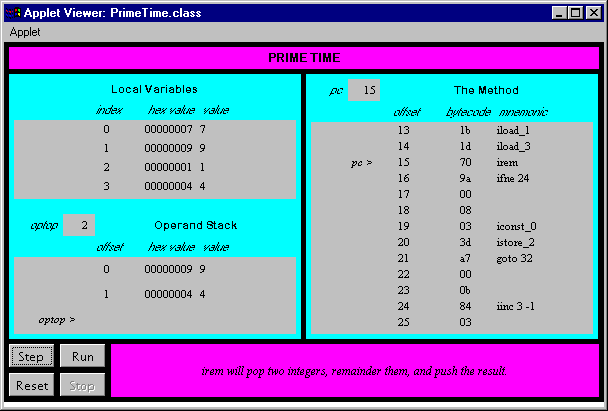 Applet Viewer: PrimeTime.class
Applet
PRIME TIME
Local Variables
index hex value value
0 00000007 7
1 00000009 9
2 00000001 1
3 00000004 4
optop 2 Operand Stack
offset hex value value
0 00000009 9
1 00000004 4
optop >
pc 15 The Method
offset bytecode mnemonic
13 1b iload_1
14 1d iload_3
pc > 15 70 irem
16 9a ifne 24
17 00
18 08
19 03 iconst_0
20 3d istore_2
21 a7 goto 32
22 00
23 0b
24 84 iinc 3 -1
25 03
Step Run
Reset Stop
irem will pop two integers, remainder them, and push the result